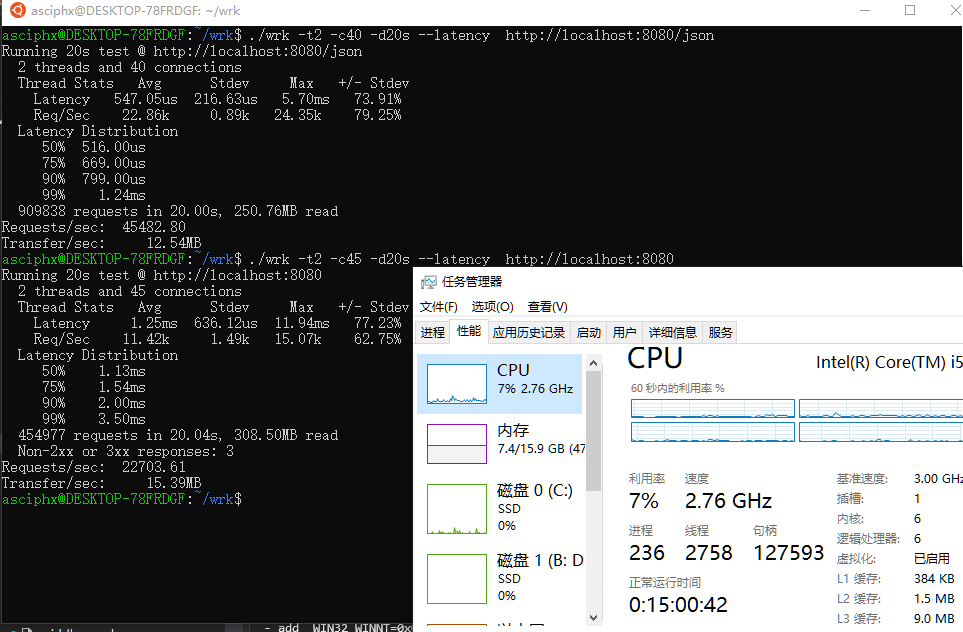 asciphx@DESKTOP-78FRDGF: ~/wrk
asciphx@DESKTOP-78FRDGF:~/wrk$ ./wrk -t2 -c40 -d20s --latency  http://localhost:8080/json
Running 20s test @ http://localhost:8080/json
  2 threads and 40 connections
  Thread Stats   Avg      Stdev     Max   +/- Stdev
    Latency   547.05us  216.63us   5.70ms   73.91%
    Req/Sec    22.86k     0.89k   24.35k    79.25%
  Latency Distribution
     50%  516.00us
     75%  669.00us
     90%  799.00us
     99%    1.24ms
  909838 requests in 20.00s, 250.76MB read
Requests/sec:  45482.80
Transfer/sec:     12.54MB
asciphx@DESKTOP-78FRDGF:~/wrk$ ./wrk -t2 -c45 -d20s --latency  http://localhost:8080
Running 20s test @ http://localhost:8080
  2 threads and 45 connections
  Thread Stats   Avg      Stdev     Max   +/- Stdev
    Latency     1.25ms  636.12us  11.94ms   77.23%
    Req/Sec    11.42k     1.49k   15.07k    62.75%
  Latency Distribution
     50%    1.13ms
     75%    1.54ms
     90%    2.00ms
     99%    3.50ms
  454977 requests in 20.04s, 308.50MB read
  Non-2xx or 3xx responses: 3
Requests/sec:  22703.61
Transfer/sec:     15.39MB
asciphx@DESKTOP-78FRDGF:~/wrk$
任务管理器
文件(F) 选项(O) 查看(V)
进程 性能 应用历史记录 启动 用户 详细信息 服务
CPU
7% 2.76 GHz
内存
7.4/15.9 GB (47
磁盘 0 (C:)
SSD
0%
磁盘 1 (B: D
SSD
0%
CPU Intel(R) Core(TM) i5
60 秒内的利用率 %
利用率 速度
7% 2.76 GHz
进程 线程 句柄
236 2758 127593
正常运行时间
0:15:00:42
基准速度: 3.00 GHz
插槽: 1
内核: 6
逻辑处理器: 6
虚拟化: 已启用
L1 缓存: 384 KB
L2 缓存: 1.5 MB
L3 缓存: 9.0 MB